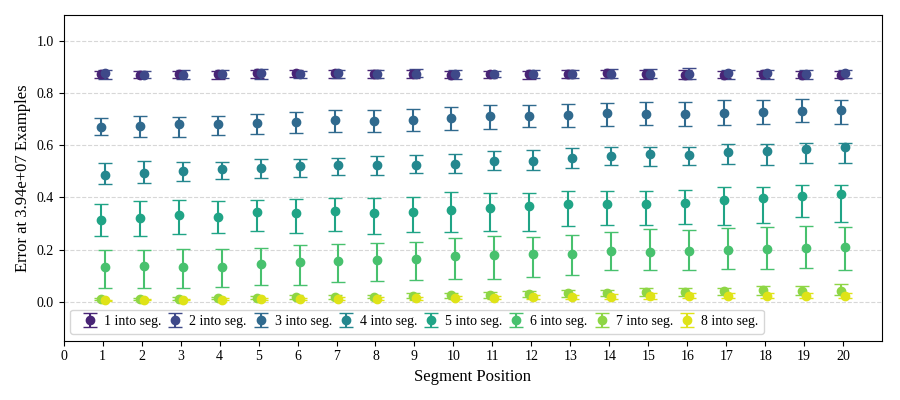 Error at 3.94e+07 Examples
1.0
0.8
0.6
0.4
0.2
0.0
1 into seg. 2 into seg. 3 into seg. 4 into seg. 5 into seg. 6 into seg. 7 into seg. 8 into seg.
0 1 2 3 4 5 6 7 8 9 10 11 12 13 14 15 16 17 18 19 20
Segment Position